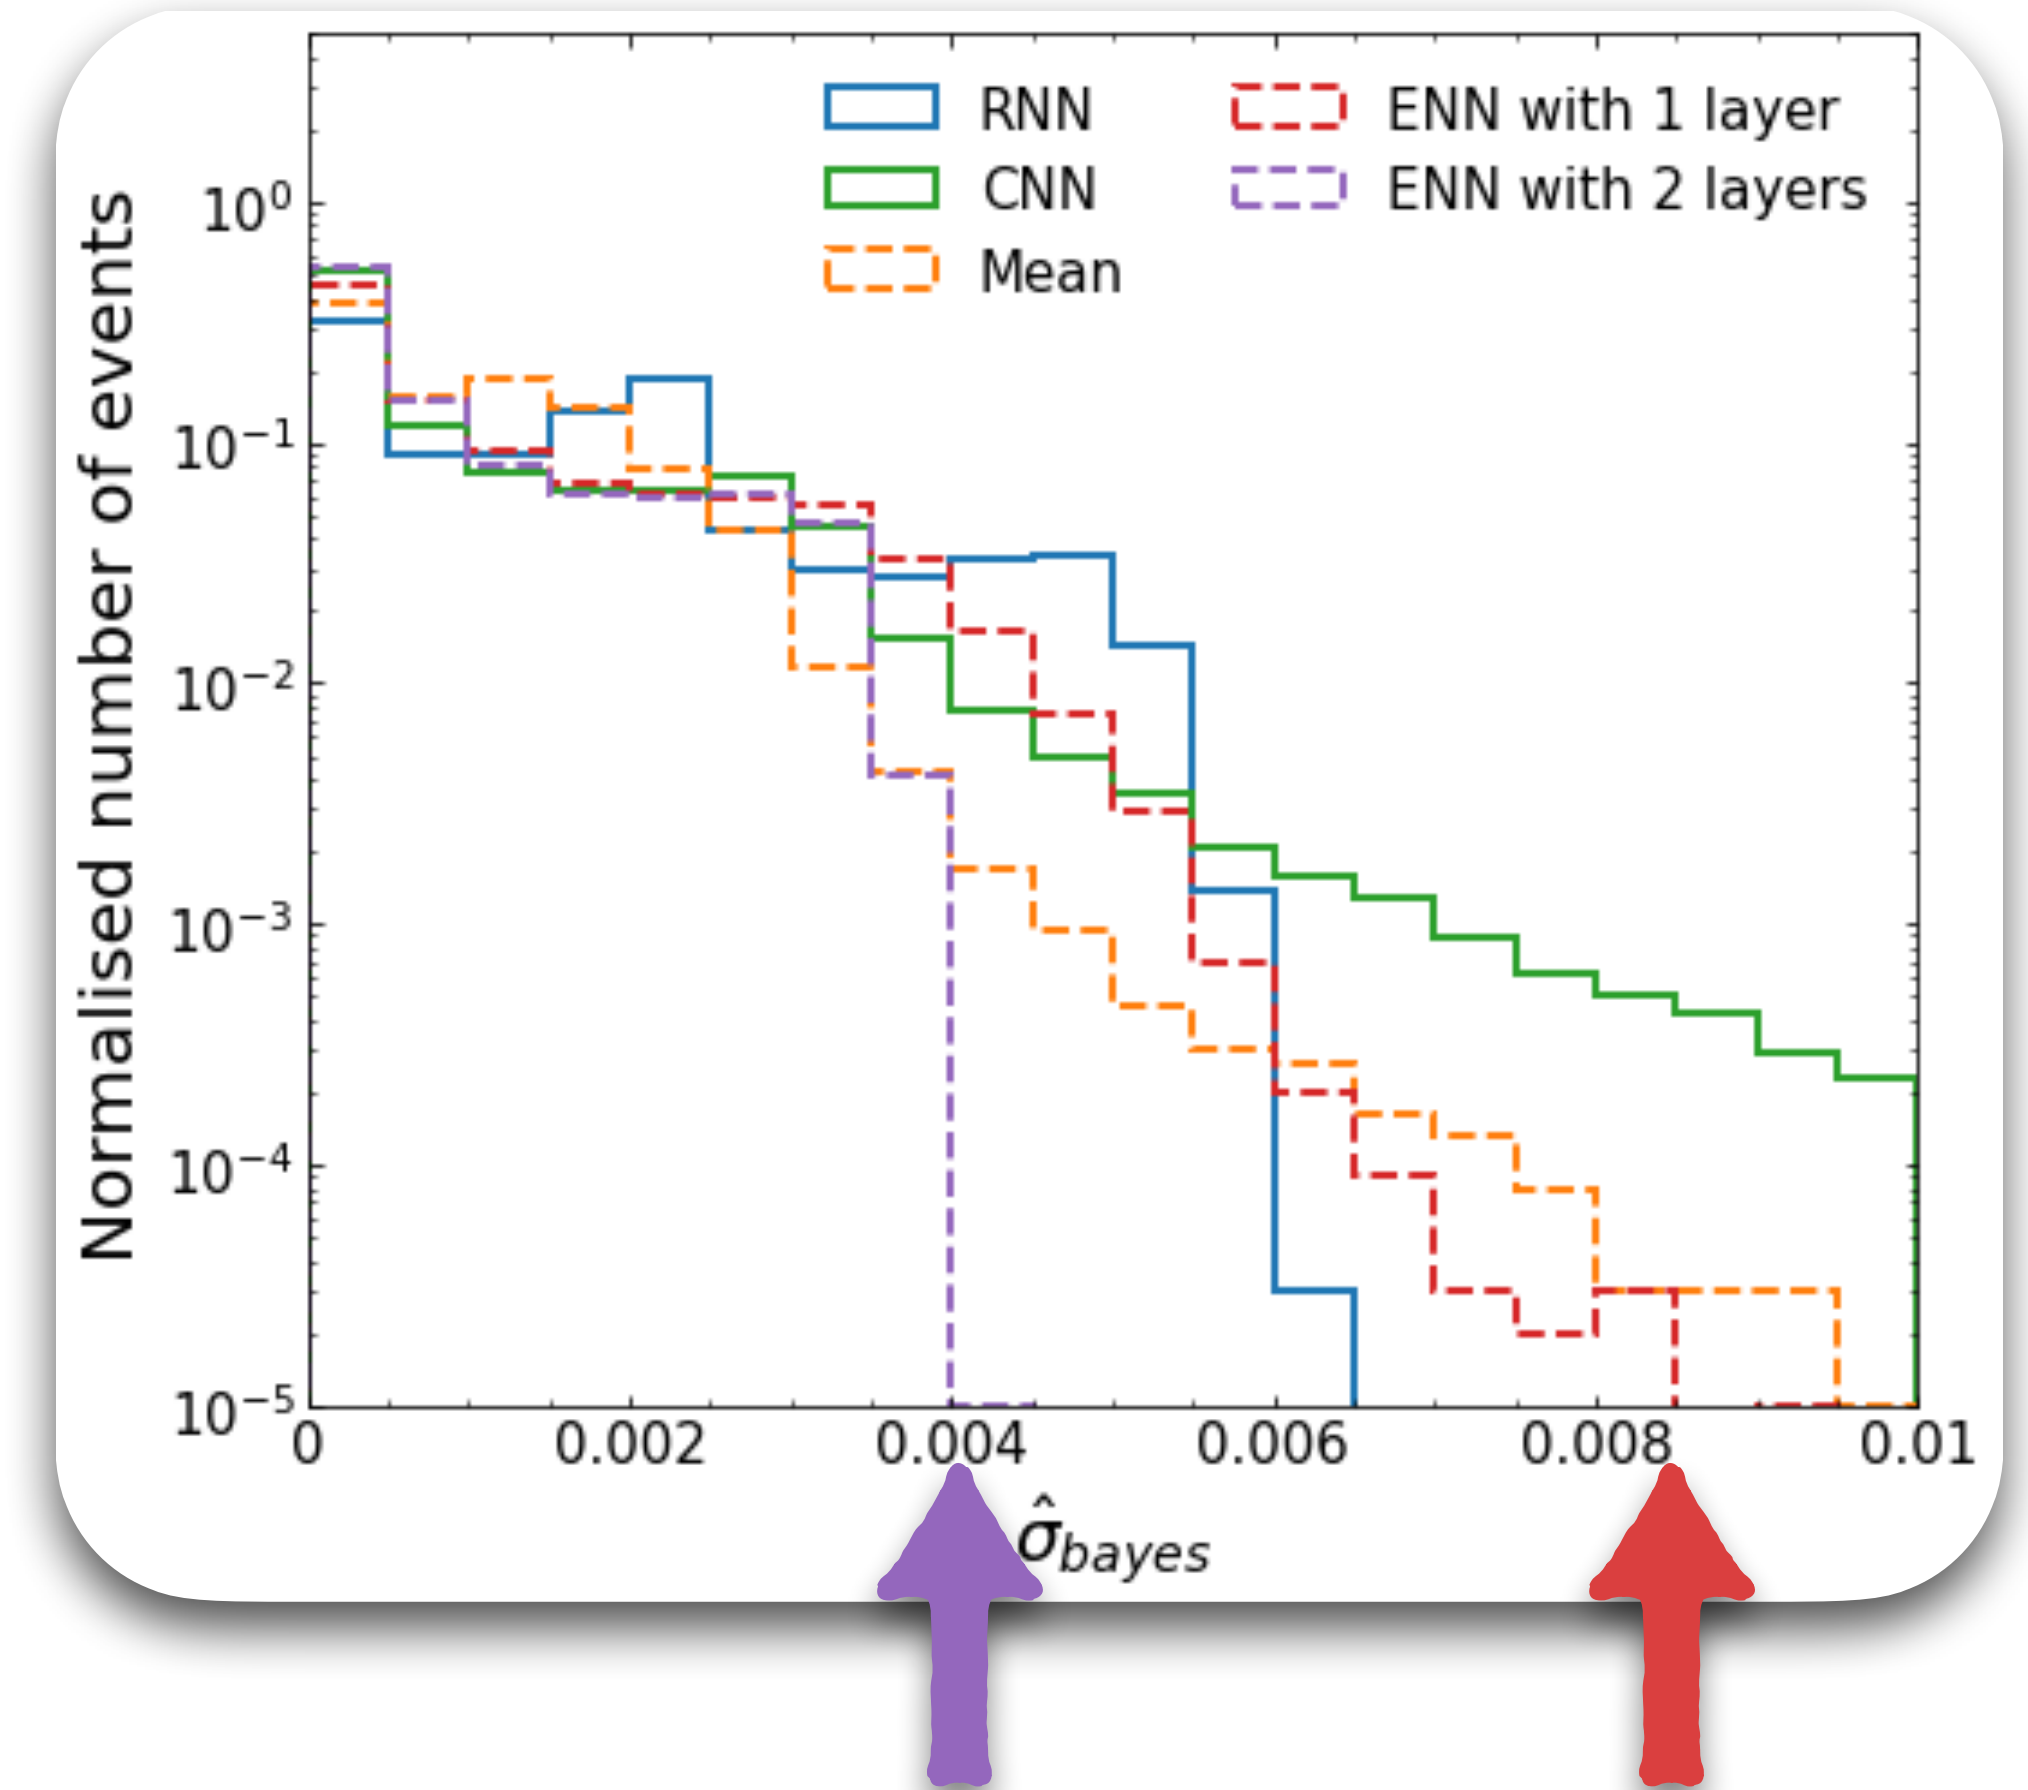 RNN
CNN
Mean
ENN with 1 layer
ENN with 2 layers
Normalised number of events
10⁰
10⁻¹
10⁻²
10⁻³
10⁻⁴
10⁻⁵
0 0.002 0.004 0.006 0.008 0.01
σ̂_bayes